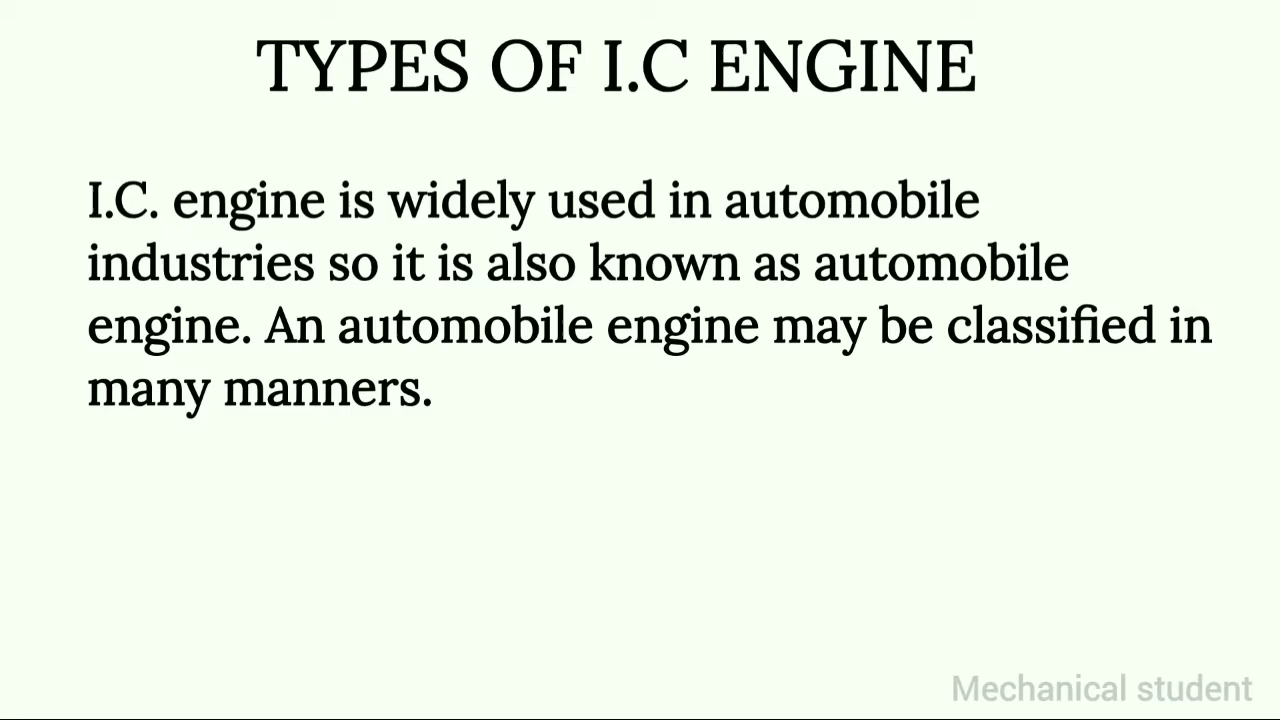 TYPES OF I.C ENGINE
I.C. engine is widely used in automobile
industries so it is also known as automobile
engine. An automobile engine may be classified in
many manners.
Mechanical student